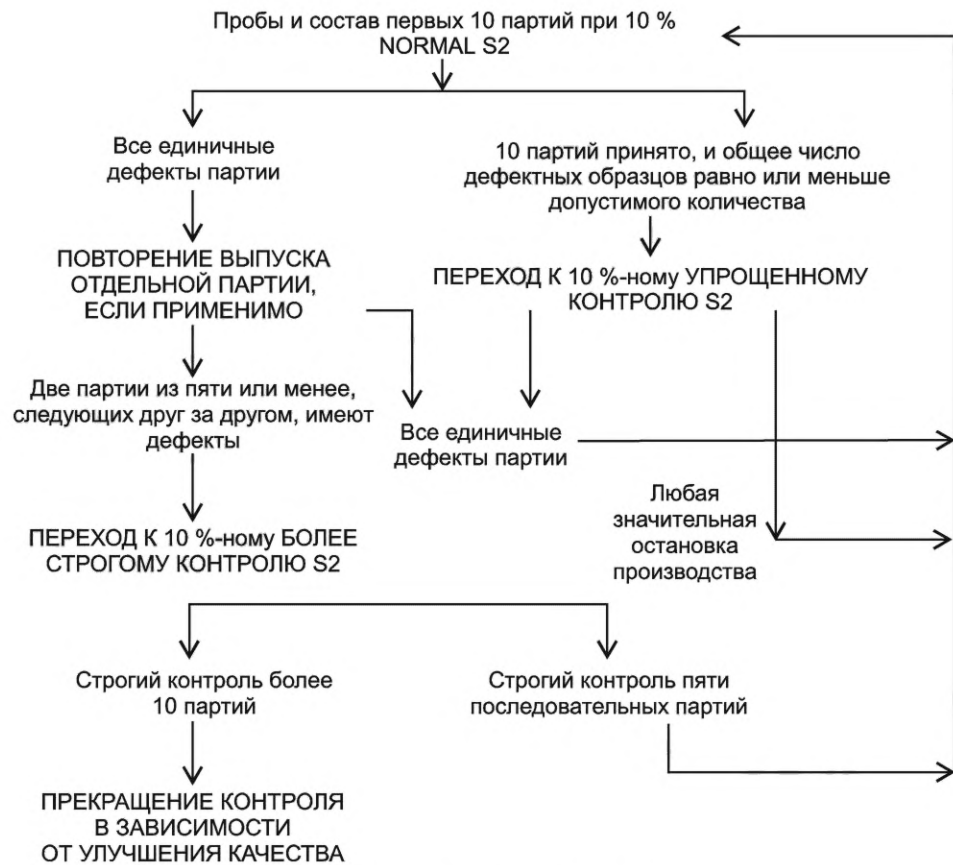 Пробы и состав первых 10 партий при 10 %
NORMAL S2
Все единичные
дефекты партии
10 партий принято, и общее число
дефектных образцов равно или меньше
допустимого количества
ПОВТОРЕНИЕ ВЫПУСКА
ОТДЕЛЬНОЙ ПАРТИИ,
ЕСЛИ ПРИМЕНИМО
ПЕРЕХОД К 10 %-ному УПРОЩЕННОМУ
КОНТРОЛЮ S2
Две партии из пяти или менее,
следующих друг за другом, имеют
дефекты
Все единичные
дефекты партии
ПЕРЕХОД К 10 %-ному БОЛЕЕ
СТРОГОМУ КОНТРОЛЮ S2
Любая
значительная
остановка
производства
Строгий контроль более
10 партий
Строгий контроль пяти
последовательных партий
ПРЕКРАЩЕНИЕ КОНТРОЛЯ
В ЗАВИСИМОСТИ
ОТ УЛУЧШЕНИЯ КАЧЕСТВА